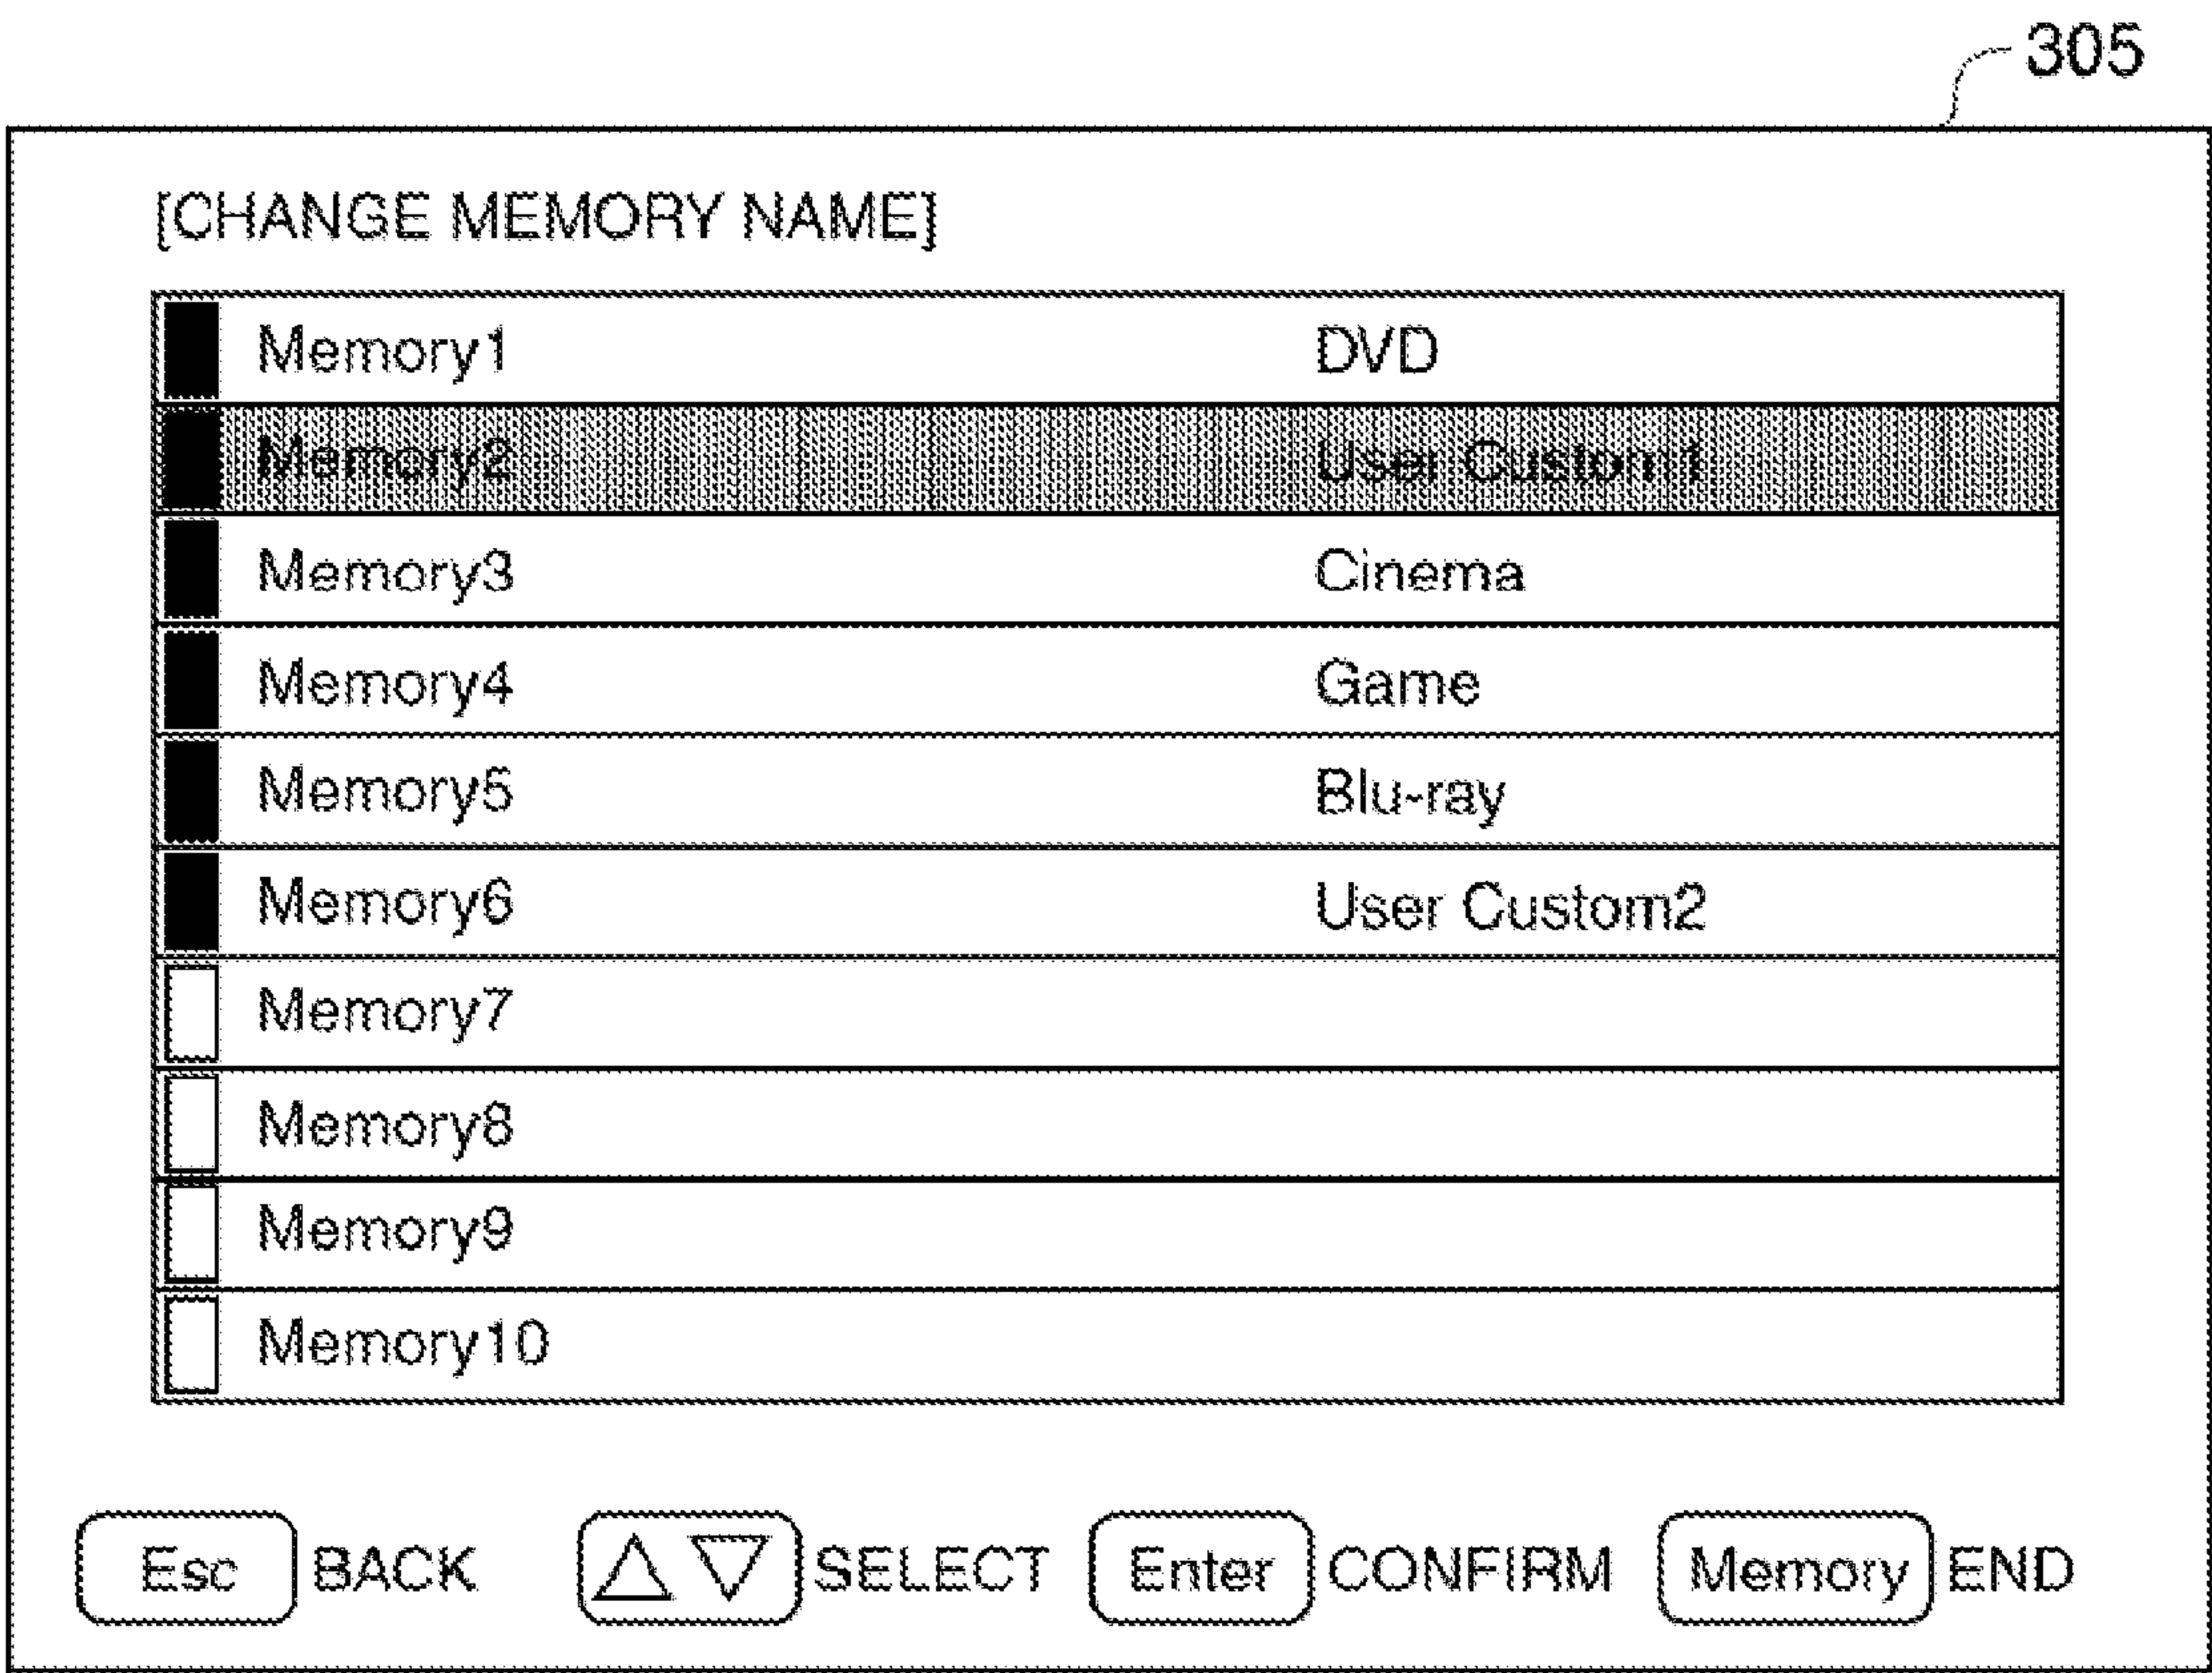 305
[CHANGE MEMORY NAME]
Memory1 DVD
Memory2 User Custom1
Memory3 Cinema
Memory4 Game
Memory5 Blu-ray
Memory6 User Custom2
Memory7
Memory8
Memory9
Memory10
Esc BACK △▽ SELECT Enter CONFIRM Memory END